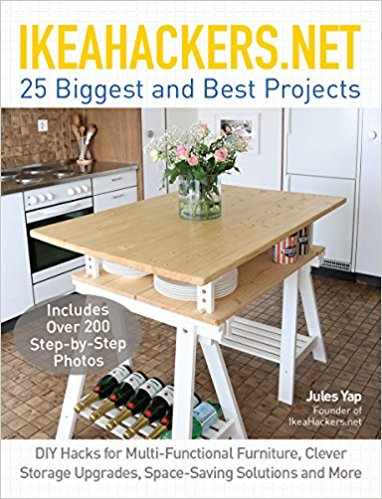 IKEAHACKERS.NET
25 Biggest and Best Projects
Includes
Over 200
Step-by-Step
Photos
Jules Yap
Founder of
IkeaHackers.net
DIY Hacks for Multi-Functional Furniture, Clever
Storage Upgrades, Space-Saving Solutions and More